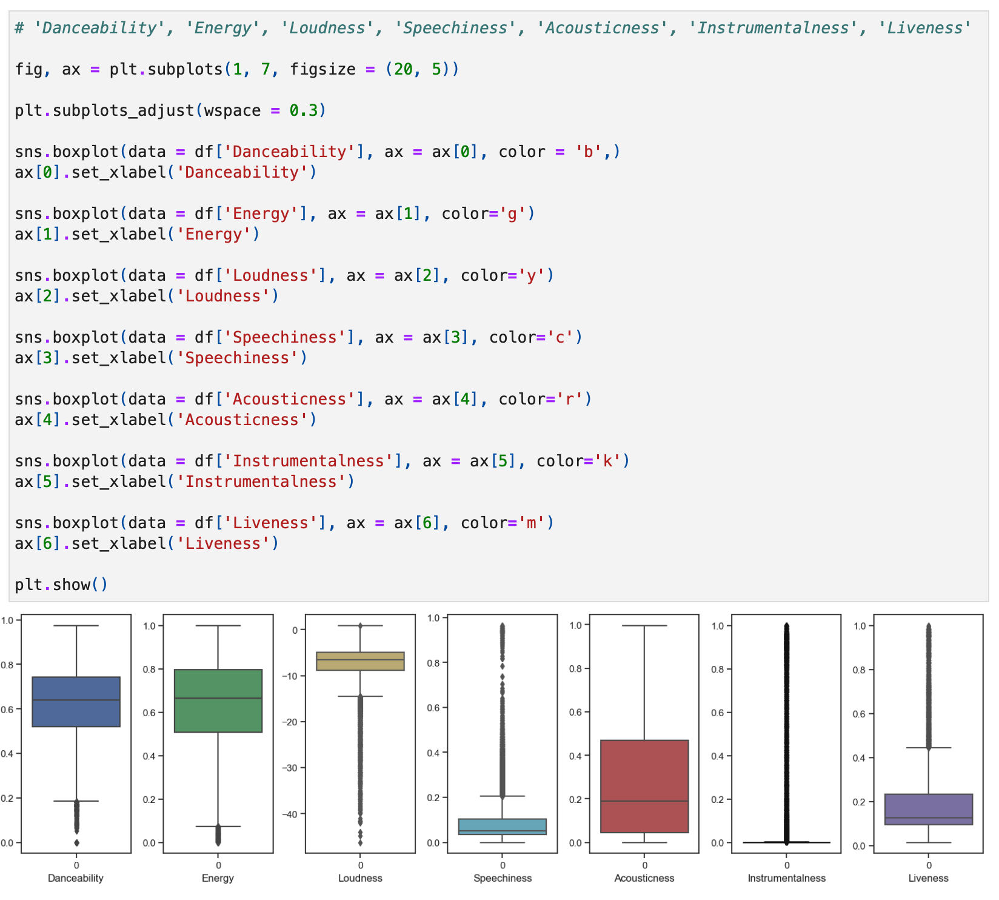 # 'Danceability', 'Energy', 'Loudness', 'Speechiness', 'Acousticness', 'Instrumentalness', 'Liveness'
fig, ax = plt.subplots(1, 7, figsize = (20, 5))
plt.subplots_adjust(wspace = 0.3)
sns.boxplot(data = df['Danceability'], ax = ax[0], color = 'b',)
ax[0].set_xlabel('Danceability')
sns.boxplot(data = df['Energy'], ax = ax[1], color='g')
ax[1].set_xlabel('Energy')
sns.boxplot(data = df['Loudness'], ax = ax[2], color='y')
ax[2].set_xlabel('Loudness')
sns.boxplot(data = df['Speechiness'], ax = ax[3], color='c')
ax[3].set_xlabel('Speechiness')
sns.boxplot(data = df['Acousticness'], ax = ax[4], color='r')
ax[4].set_xlabel('Acousticness')
sns.boxplot(data = df['Instrumentalness'], ax = ax[5], color='k')
ax[5].set_xlabel('Instrumentalness')
sns.boxplot(data = df['Liveness'], ax = ax[6], color='m')
ax[6].set_xlabel('Liveness')
plt.show()
1.0
0.8
0.6
0.4
0.2
0.0
0
Danceability
1.0
0.8
0.6
0.4
0.2
0.0
0
Energy
0
−10
−20
−30
−40
0
Loudness
1.0
0.8
0.6
0.4
0.2
0.0
0
Speechiness
1.0
0.8
0.6
0.4
0.2
0.0
0
Acousticness
1.0
0.8
0.6
0.4
0.2
0.0
0
Instrumentalness
1.0
0.8
0.6
0.4
0.2
0.0
0
Liveness